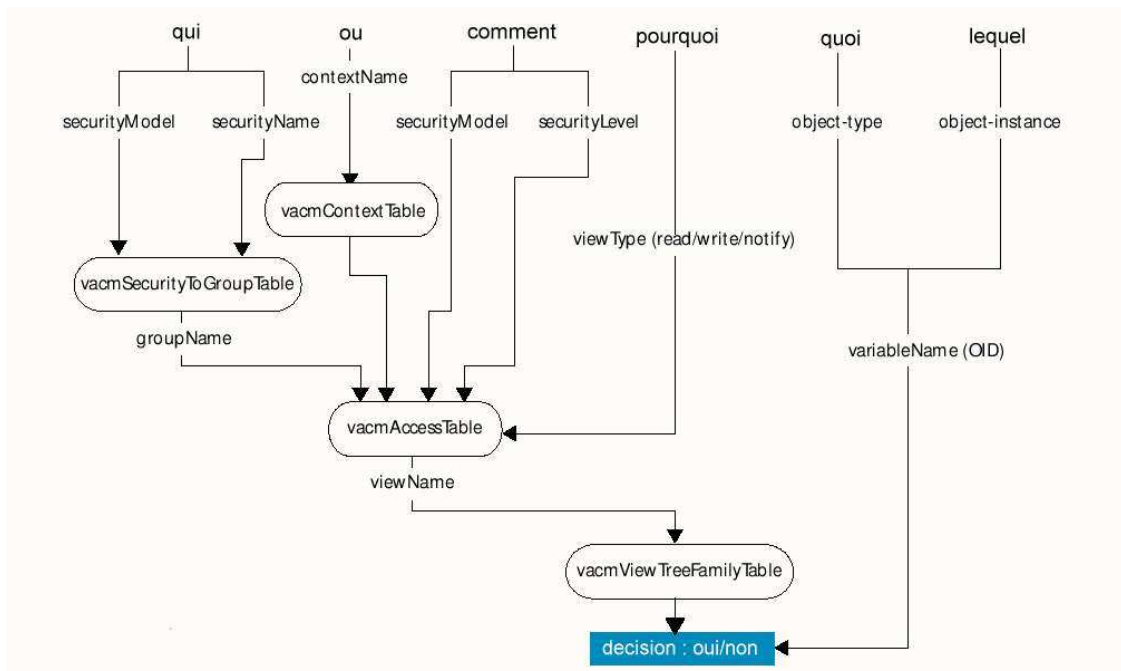 qui ou comment pourquoi quoi lequel
contextName
securityModel securityName securityModel securityLevel object-type object-instance
vacmContextTable
viewType (read/write/notify)
vacmSecurityToGroupTable
groupName
variableName (OID)
vacmAccessTable
viewName
vacmViewTreeFamilyTable
decision : oui/non